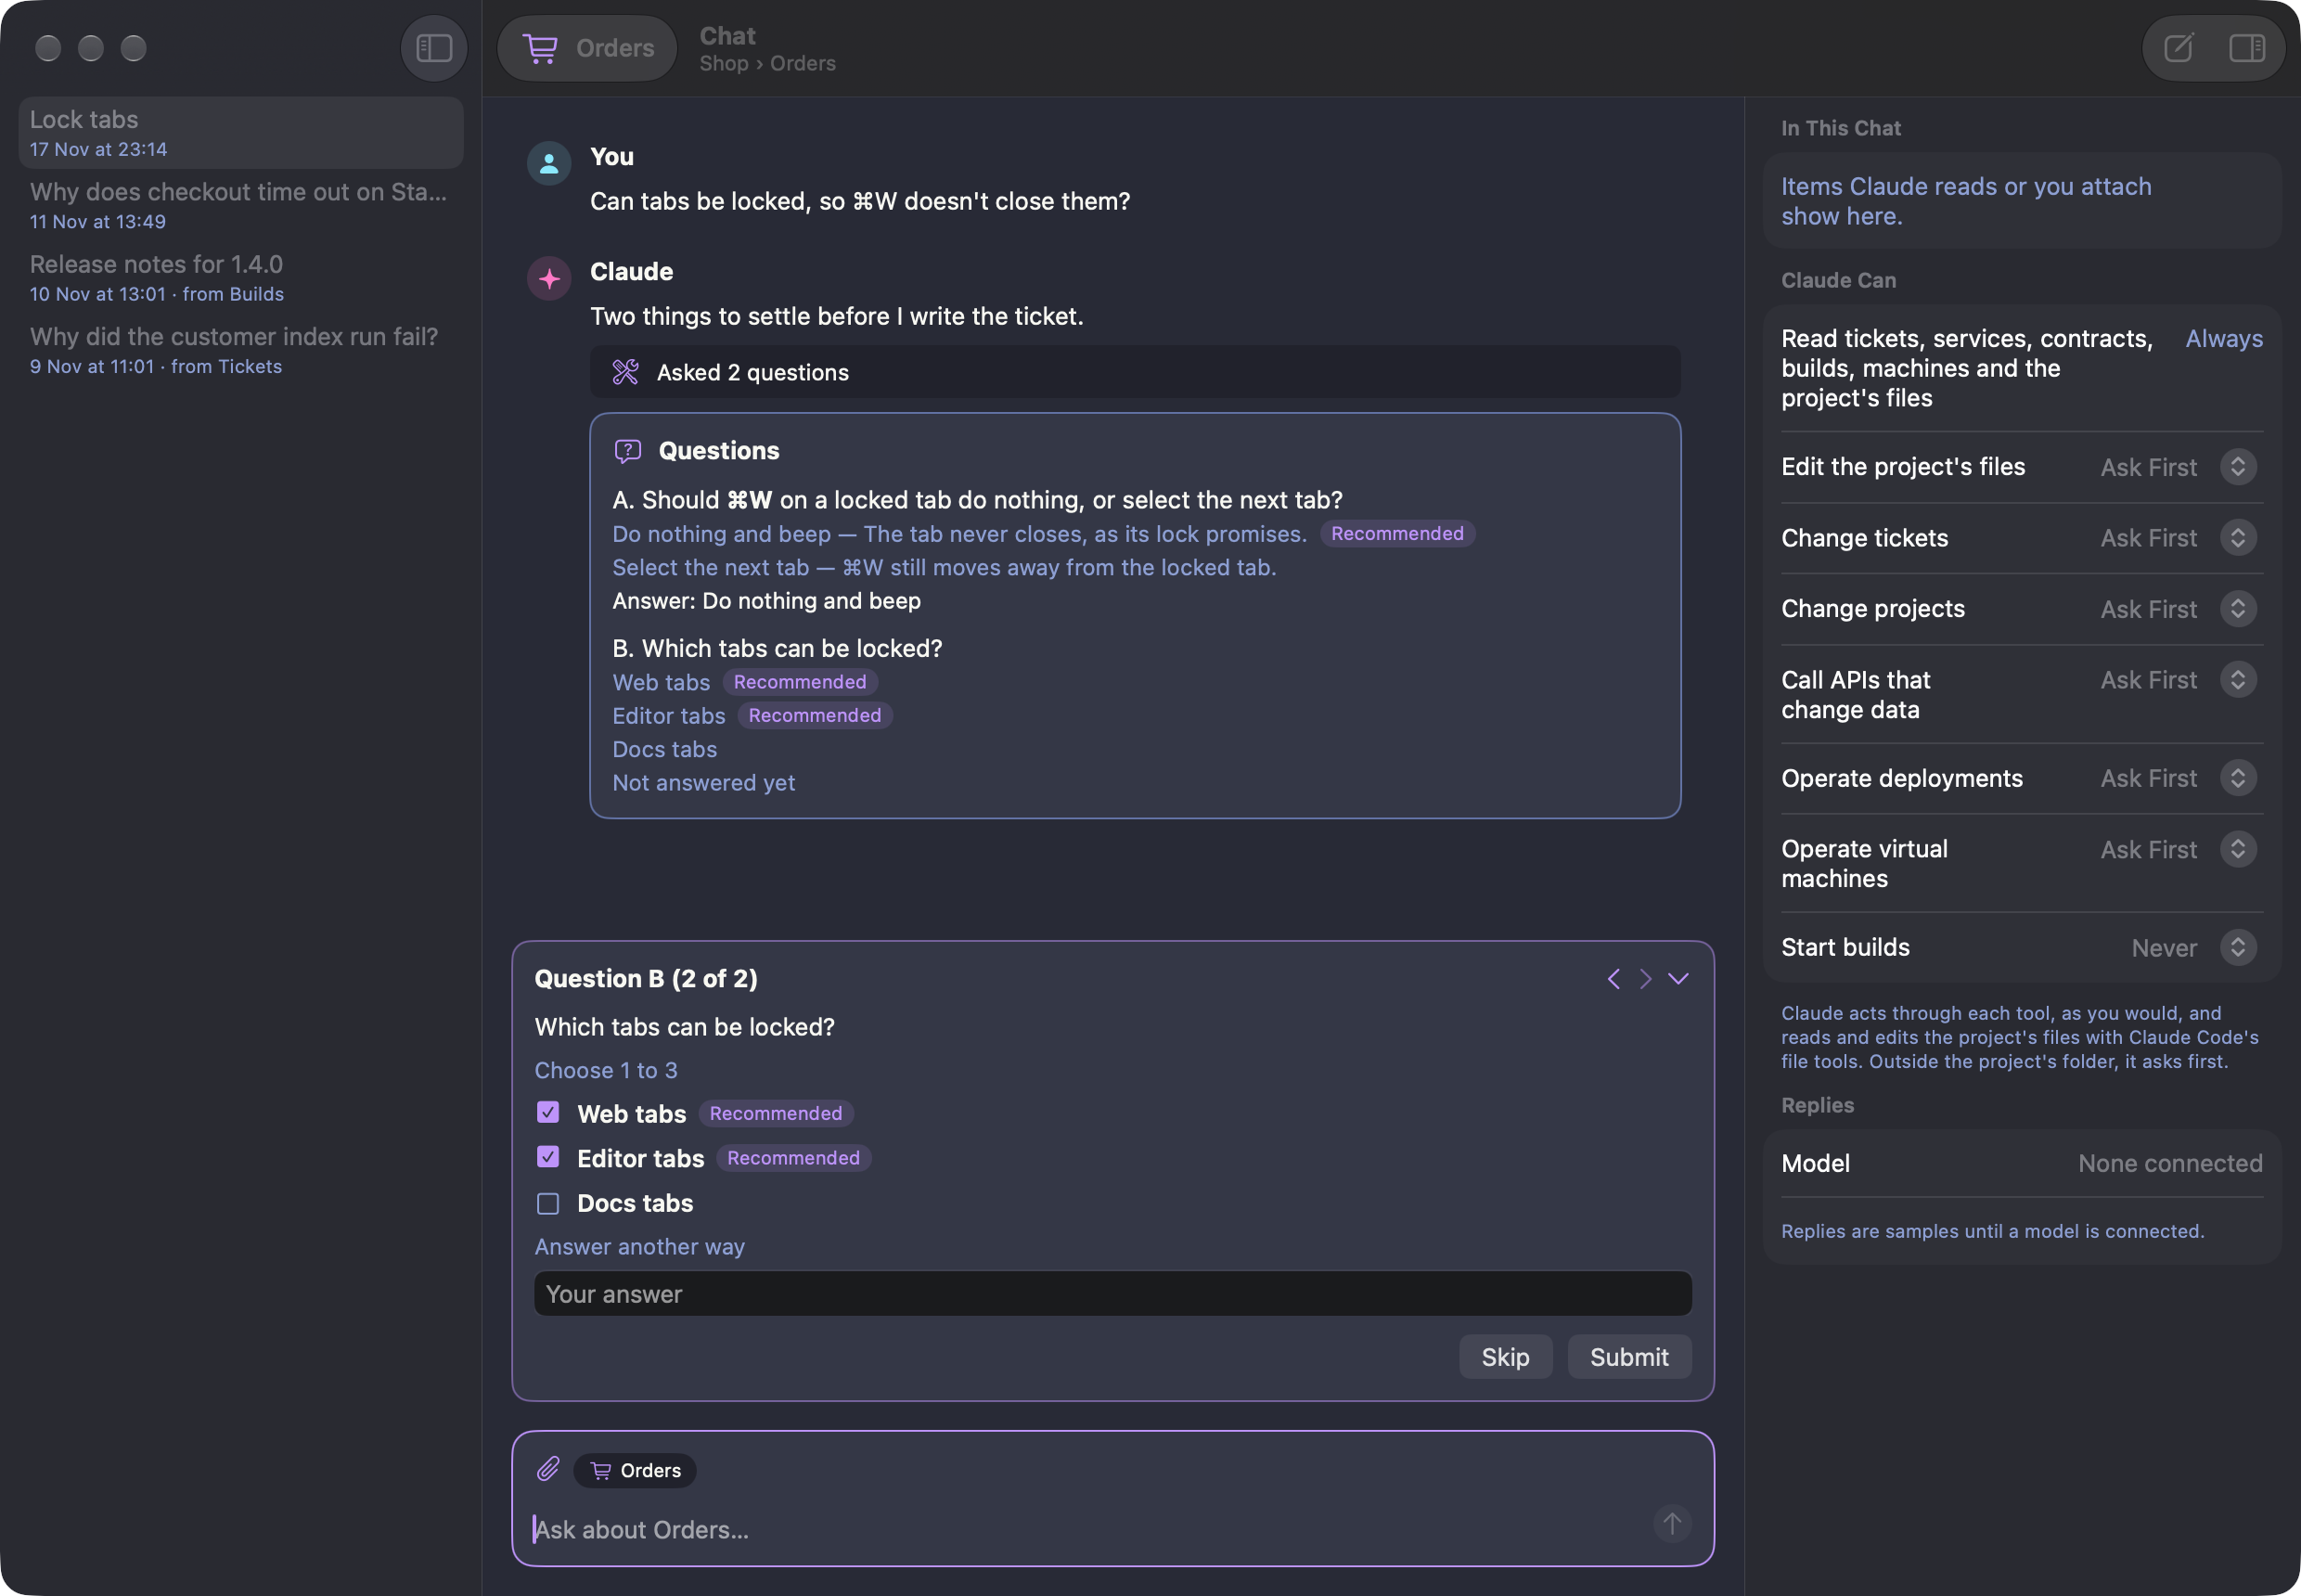 Orders
Chat
Shop › Orders
Lock tabs
17 Nov at 23:14
Why does checkout time out on Sta...
11 Nov at 13:49
Release notes for 1.4.0
10 Nov at 13:01 · from Builds
Why did the customer index run fail?
9 Nov at 11:01 · from Tickets
You
Can tabs be locked, so ⌘W doesn't close them?
Claude
Two things to settle before I write the ticket.
Asked 2 questions
Questions
A. Should ⌘W on a locked tab do nothing, or select the next tab?
Do nothing and beep — The tab never closes, as its lock promises. Recommended
Select the next tab — ⌘W still moves away from the locked tab.
Answer: Do nothing and beep
B. Which tabs can be locked?
Web tabs Recommended
Editor tabs Recommended
Docs tabs
Not answered yet
Question B (2 of 2)
Which tabs can be locked?
Choose 1 to 3
Web tabs Recommended
Editor tabs Recommended
Docs tabs
Answer another way
Your answer
Skip Submit
Orders
Ask about Orders...
In This Chat
Items Claude reads or you attach
show here.
Claude Can
Read tickets, services, contracts, Always
builds, machines and the
project's files
Edit the project's files Ask First
Change tickets Ask First
Change projects Ask First
Call APIs that Ask First
change data
Operate deployments Ask First
Operate virtual Ask First
machines
Start builds Never
Claude acts through each tool, as you would, and
reads and edits the project's files with Claude Code's
file tools. Outside the project's folder, it asks first.
Replies
Model None connected
Replies are samples until a model is connected.